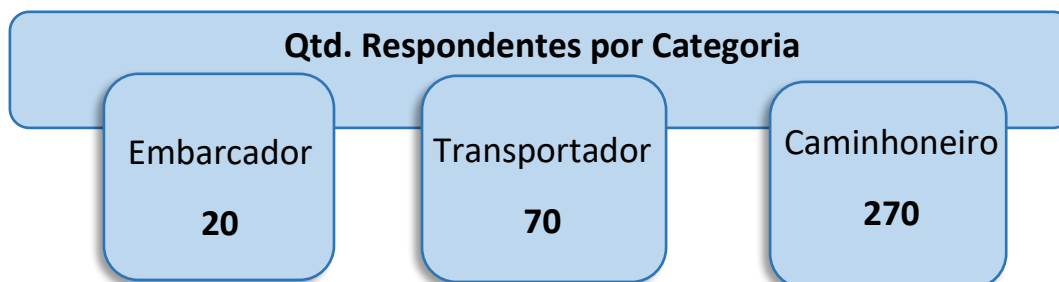 Qtd. Respondentes por Categoria
Embarcador
20
Transportador
70
Caminhoneiro
270